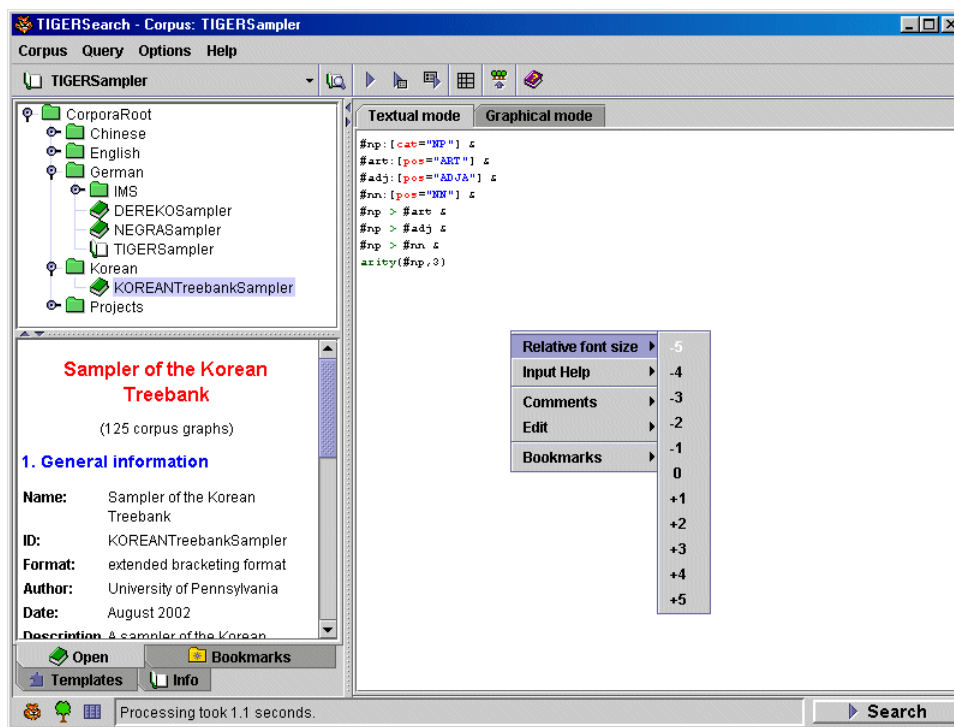 TIGERSearch - Corpus: TIGERSampler
Corpus Query Options Help
TIGERSampler
CorporaRoot
Chinese
English
German
IMS
DEREKOSampler
NEGRASampler
TIGERSampler
Korean
KOREANTreebankSampler
Projects
Sampler of the Korean
Treebank
(125 corpus graphs)
1. General information
Name: Sampler of the Korean
Treebank
ID: KOREANTreebankSampler
Format: extended bracketing format
Author: University of Pennsylvania
Date: August 2002
Description A sampler of the Korean
Open Bookmarks
Templates Info
Textual mode Graphical mode
#np:[cat="NP"] &
#art:[pos="ART"] &
#adj:[pos="ADJA"] &
#nn:[pos="NN"] &
#np > #art &
#np > #adj &
#np > #nn &
arity(#np,3)
Relative font size
Input Help
Comments
Edit
Bookmarks
-5
-4
-3
-2
-1
0
+1
+2
+3
+4
+5
Processing took 1.1 seconds.
Search